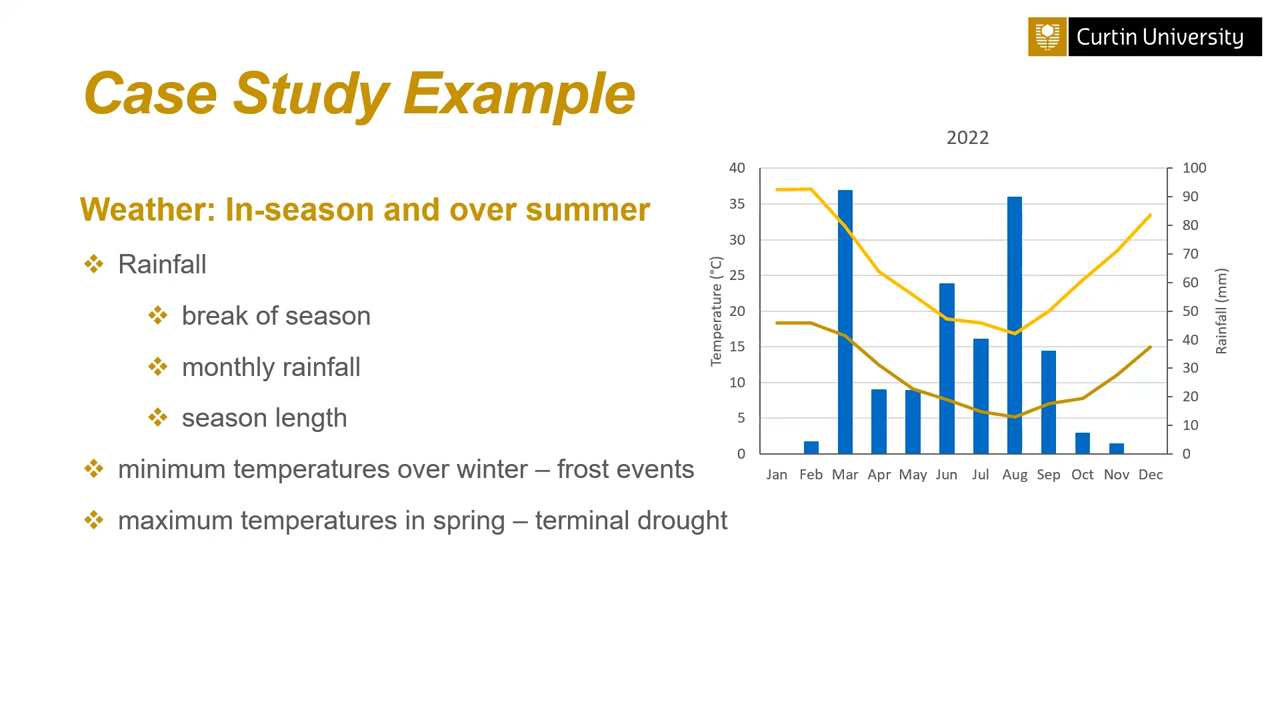 Curtin University
Case Study Example
Weather: In-season and over summer
❖ Rainfall
❖ break of season
❖ monthly rainfall
❖ season length
❖ minimum temperatures over winter – frost events
❖ maximum temperatures in spring – terminal drought
2022
40
35
30
25
20
15
10
5
0
Temperature (°C)
100
90
80
70
60
50
40
30
20
10
0
Rainfall (mm)
Jan Feb Mar Apr May Jun Jul Aug Sep Oct Nov Dec